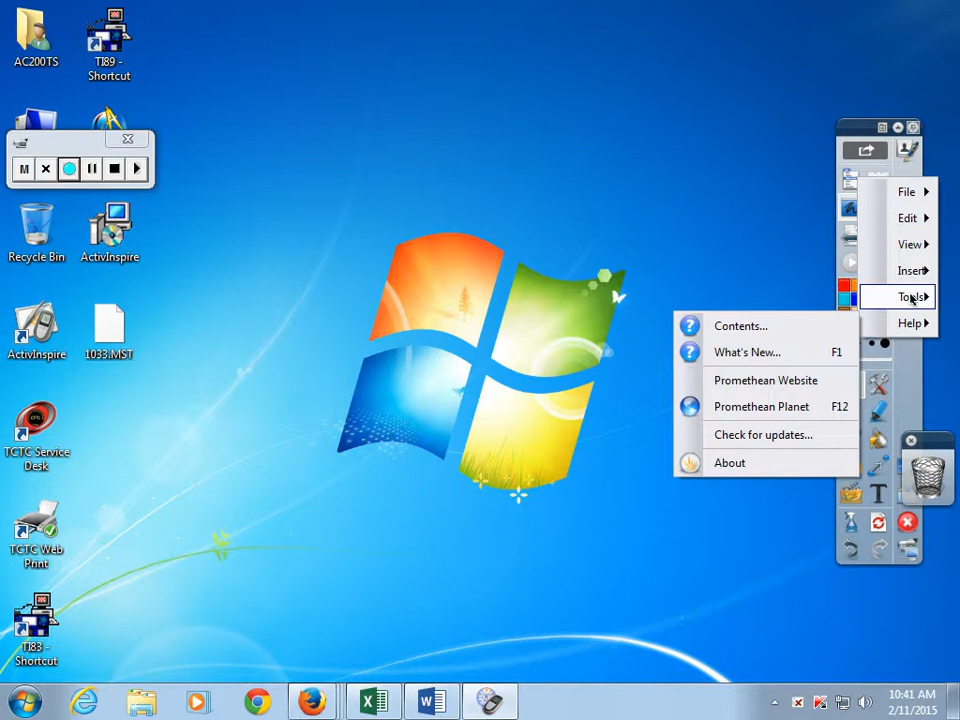 AC200TS
TI89 -
Shortcut
M
Recycle Bin
ActivInspire
ActivInspire
1033.MST
TCTC Service
Desk
TCTC Web
Print
TI83 -
Shortcut
File
Edit
View
Insert
Tools
Help
Contents...
What's New... F1
Promethean Website
Promethean Planet F12
Check for updates...
About
T
10:41 AM
2/11/2015